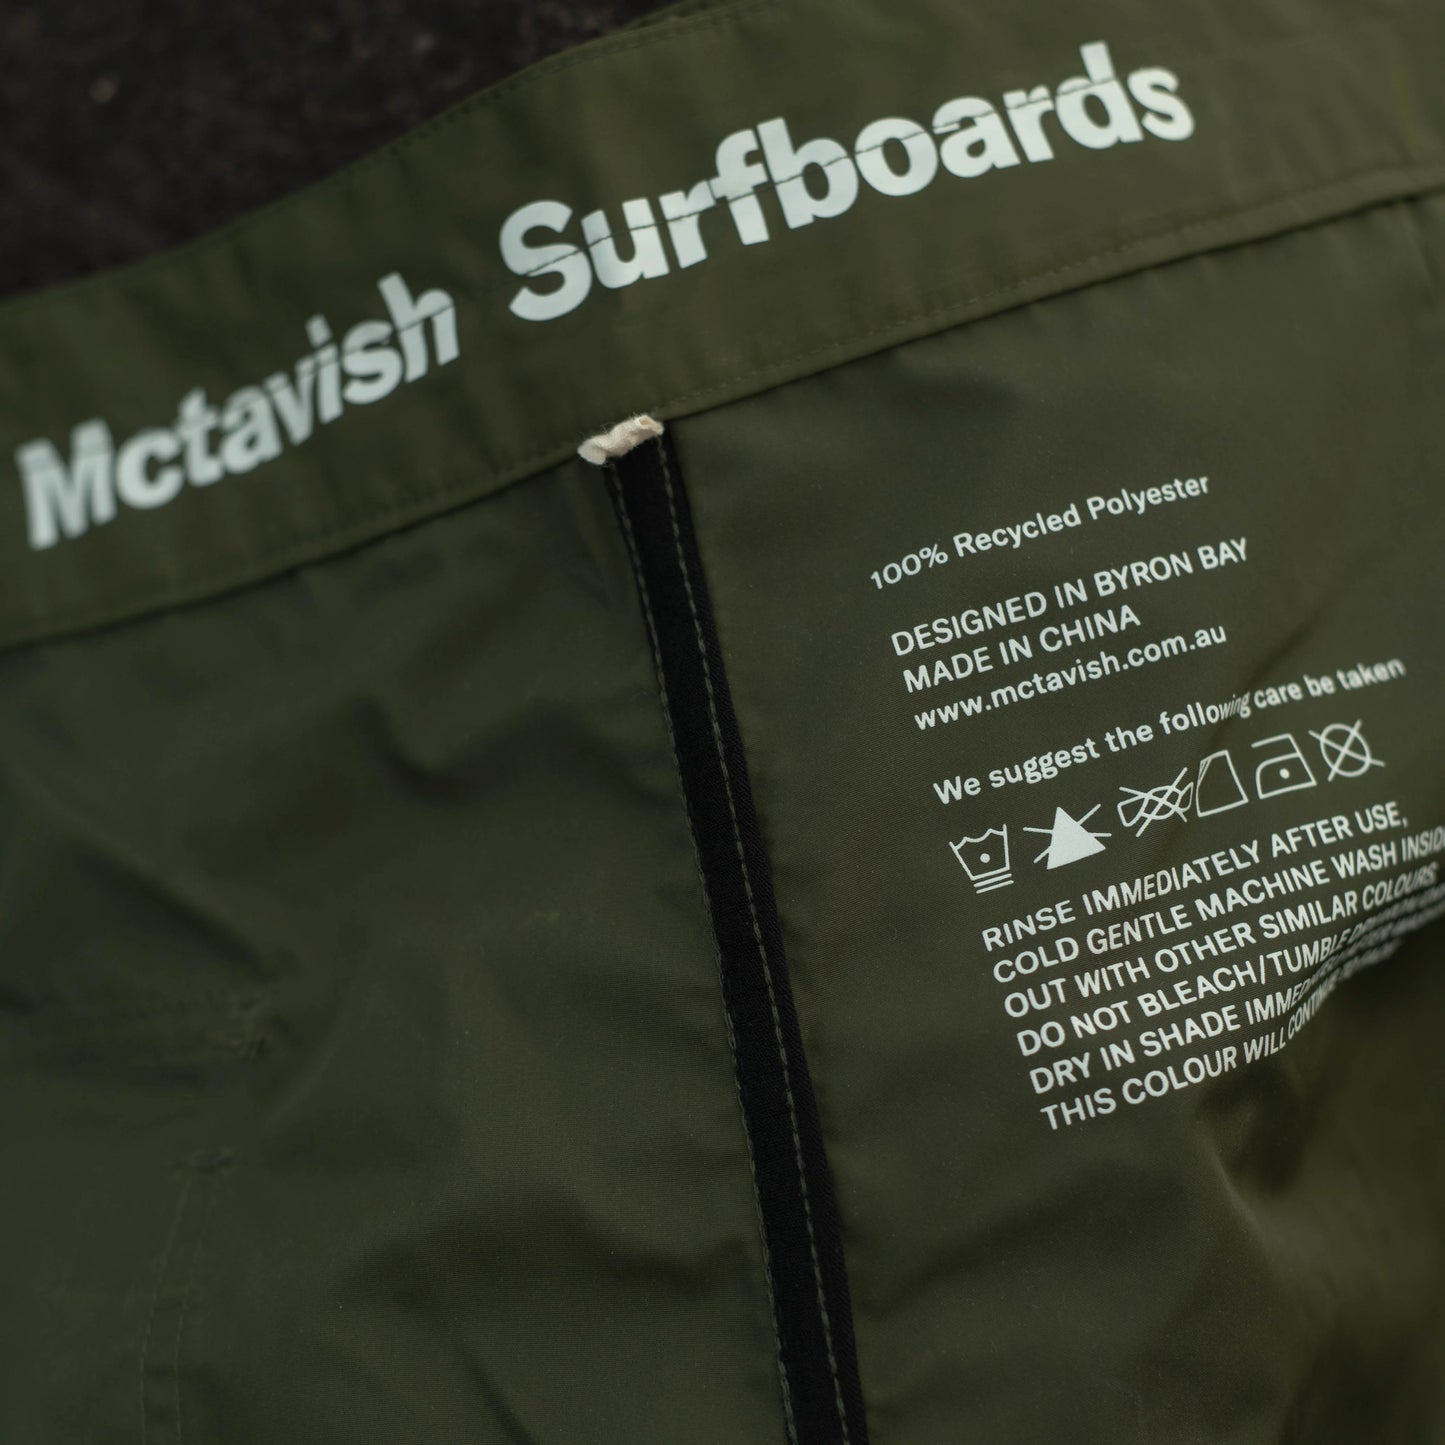 Mctavish Surfboards
100% Recycled Polyester
DESIGNED IN BYRON BAY
MADE IN CHINA
www.mctavish.com.au
We suggest the following care be taken
RINSE IMMEDIATELY AFTER USE,
COLD GENTLE MACHINE WASH INSIDE
OUT WITH OTHER SIMILAR COLOURS.
DO NOT BLEACH/TUMBLE
DRY IN SHADE
THIS COLOUR WILL CONTINUE TO